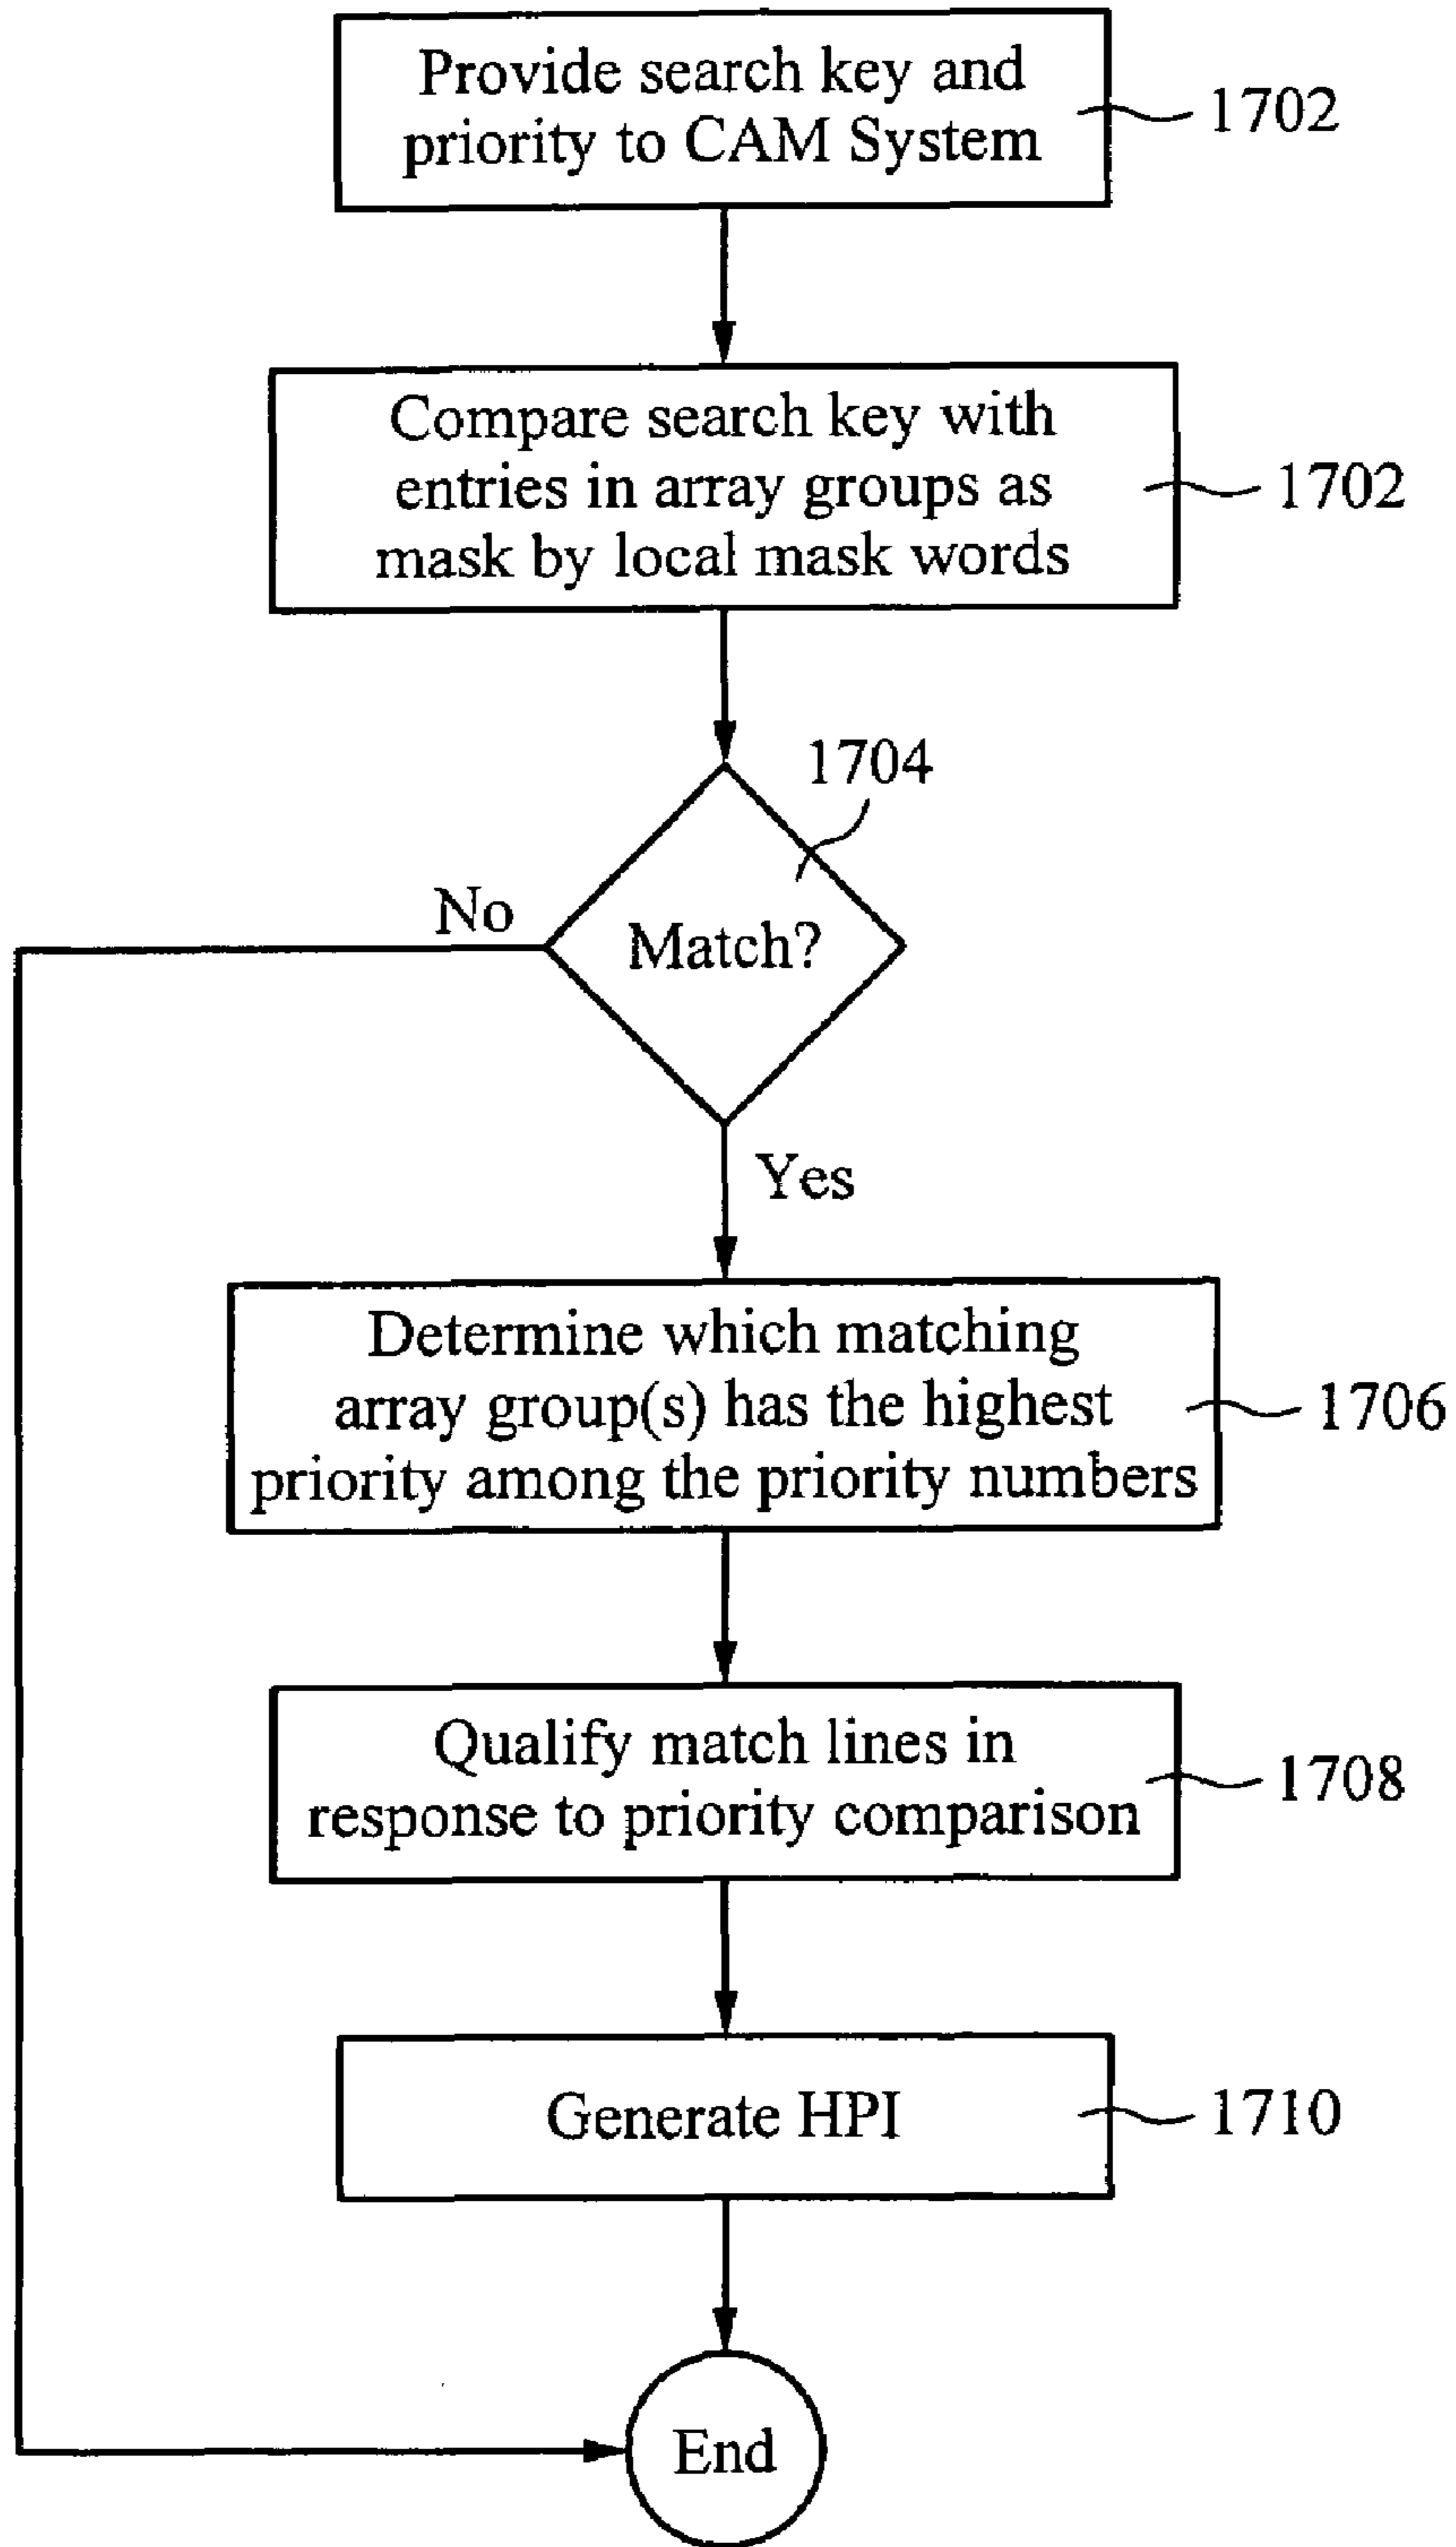 Provide search key and
priority to CAM System
1702
Compare search key with
entries in array groups as
mask by local mask words
1702
1704
Match?
No
Yes
Determine which matching
array group(s) has the highest
priority among the priority numbers
1706
Qualify match lines in
response to priority comparison
1708
Generate HPI
1710
End